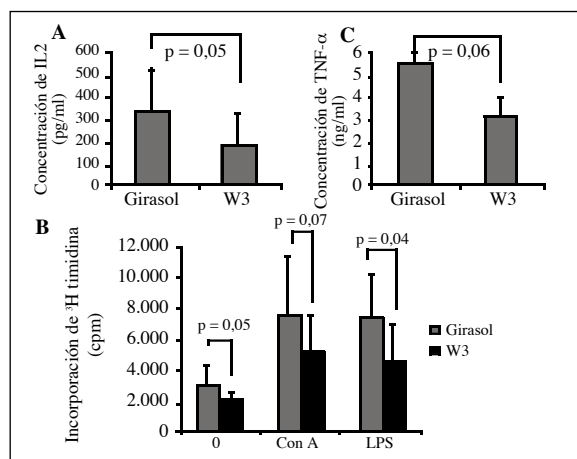 A
Concentración de IL2
(pg/ml)
600
500
400
300
200
100
0
p = 0,05
Girasol
W3
C
Concentración de TNF-α
(ng/ml)
6
5
4
3
2
1
0
p = 0,06
Girasol
W3
B
Incorporación de ³H timidina
(cpm)
12.000
10.000
8.000
6.000
4.000
2.000
0
p = 0,05
p = 0,07
p = 0,04
0
Con A
LPS
Girasol
W3